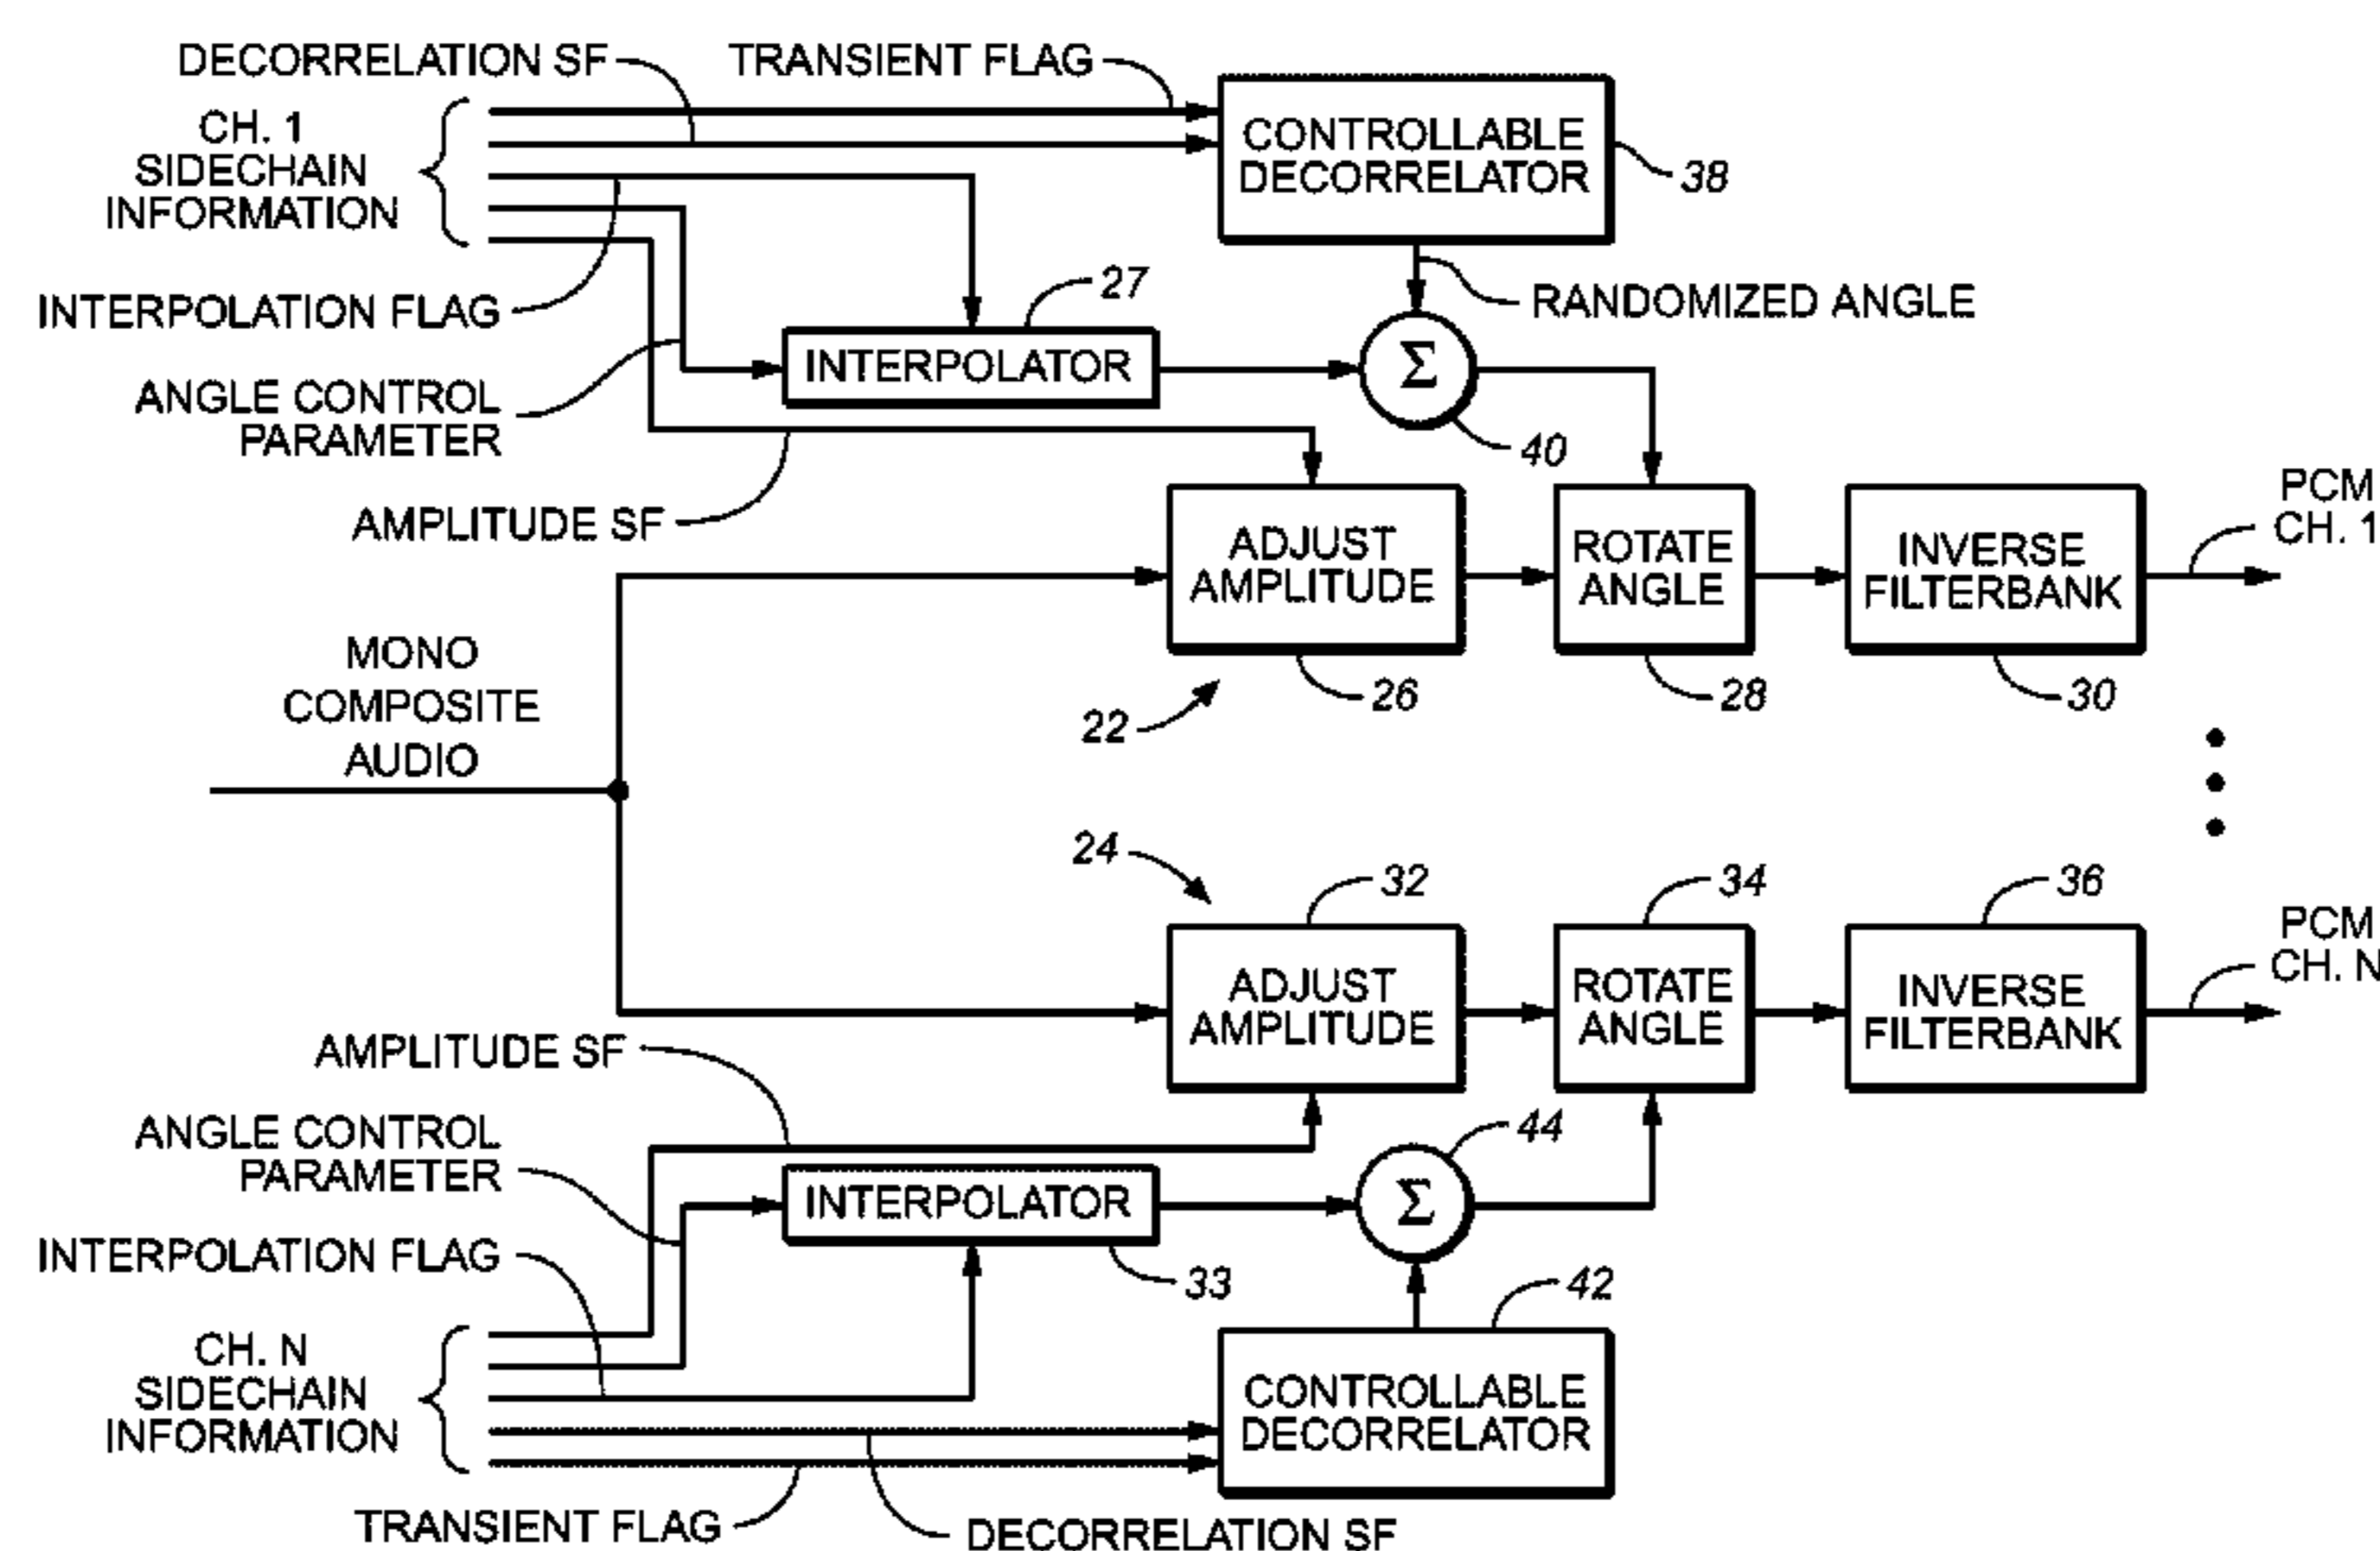 DECORRELATION SF
TRANSIENT FLAG
CH. 1
SIDECHAIN
INFORMATION
CONTROLLABLE
DECORRELATOR
38
INTERPOLATION FLAG
27
RANDOMIZED ANGLE
INTERPOLATOR
Σ
40
ANGLE CONTROL
PARAMETER
AMPLITUDE SF
ADJUST
AMPLITUDE
ROTATE
ANGLE
INVERSE
FILTERBANK
PCM
CH. 1
MONO
COMPOSITE
AUDIO
22
26
28
30
24
32
34
36
ADJUST
AMPLITUDE
ROTATE
ANGLE
INVERSE
FILTERBANK
PCM
CH. N
AMPLITUDE SF
ANGLE CONTROL
PARAMETER
INTERPOLATOR
Σ
44
INTERPOLATION FLAG
33
42
CH. N
SIDECHAIN
INFORMATION
CONTROLLABLE
DECORRELATOR
TRANSIENT FLAG
DECORRELATION SF